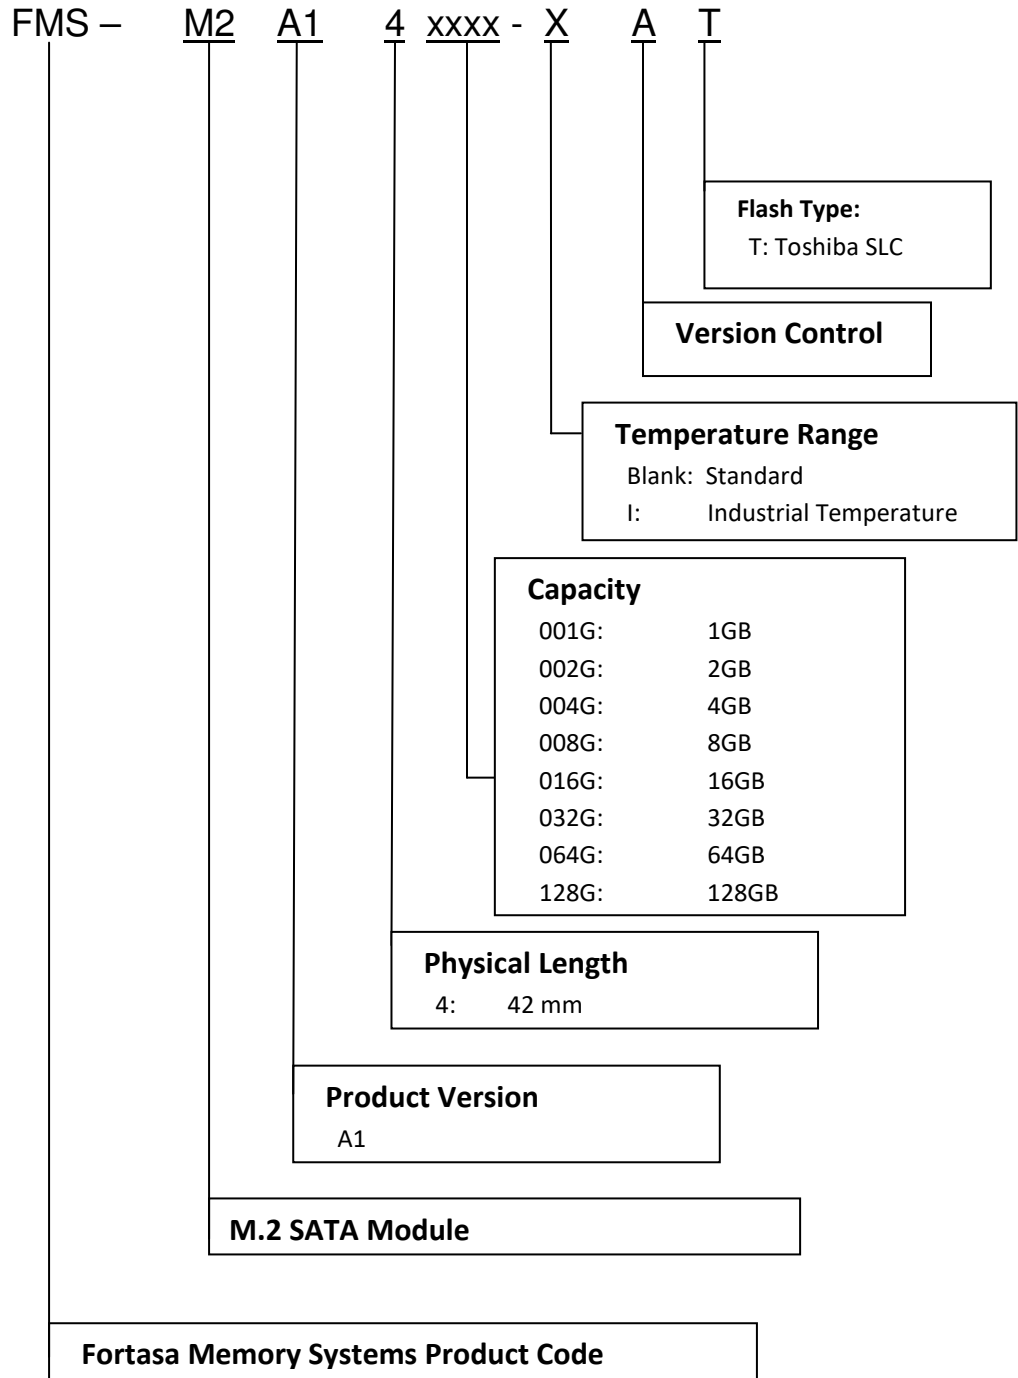 FMS – M2 A1 4 xxxx - X A T
Flash Type:
T: Toshiba SLC
Version Control
Temperature Range
Blank: Standard
I: Industrial Temperature
Capacity
001G: 1GB
002G: 2GB
004G: 4GB
008G: 8GB
016G: 16GB
032G: 32GB
064G: 64GB
128G: 128GB
Physical Length
4: 42 mm
Product Version
A1
M.2 SATA Module
Fortasa Memory Systems Product Code